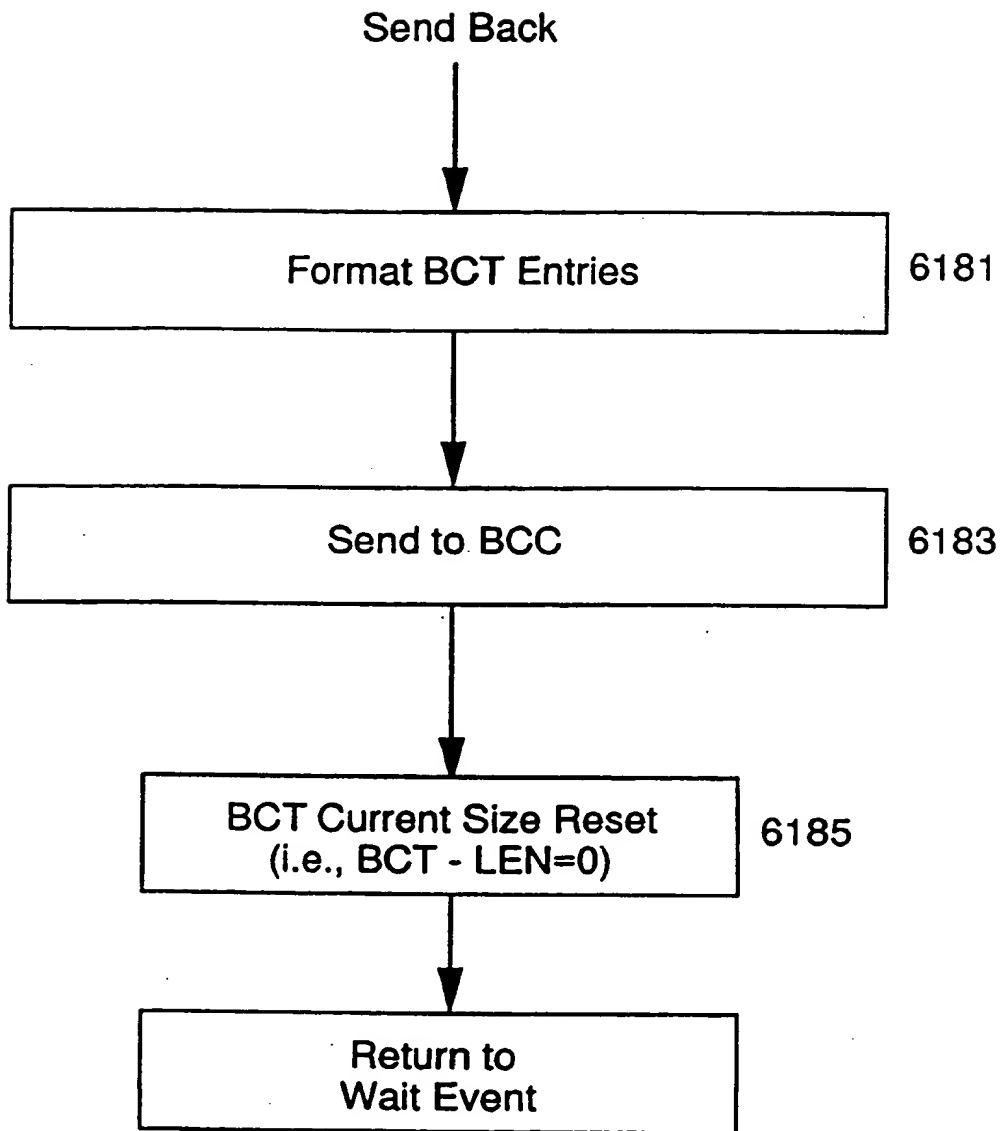 Send Back
Format BCT Entries
6181
Send to BCC
6183
BCT Current Size Reset
(i.e., BCT - LEN=0)
6185
Return to
Wait Event